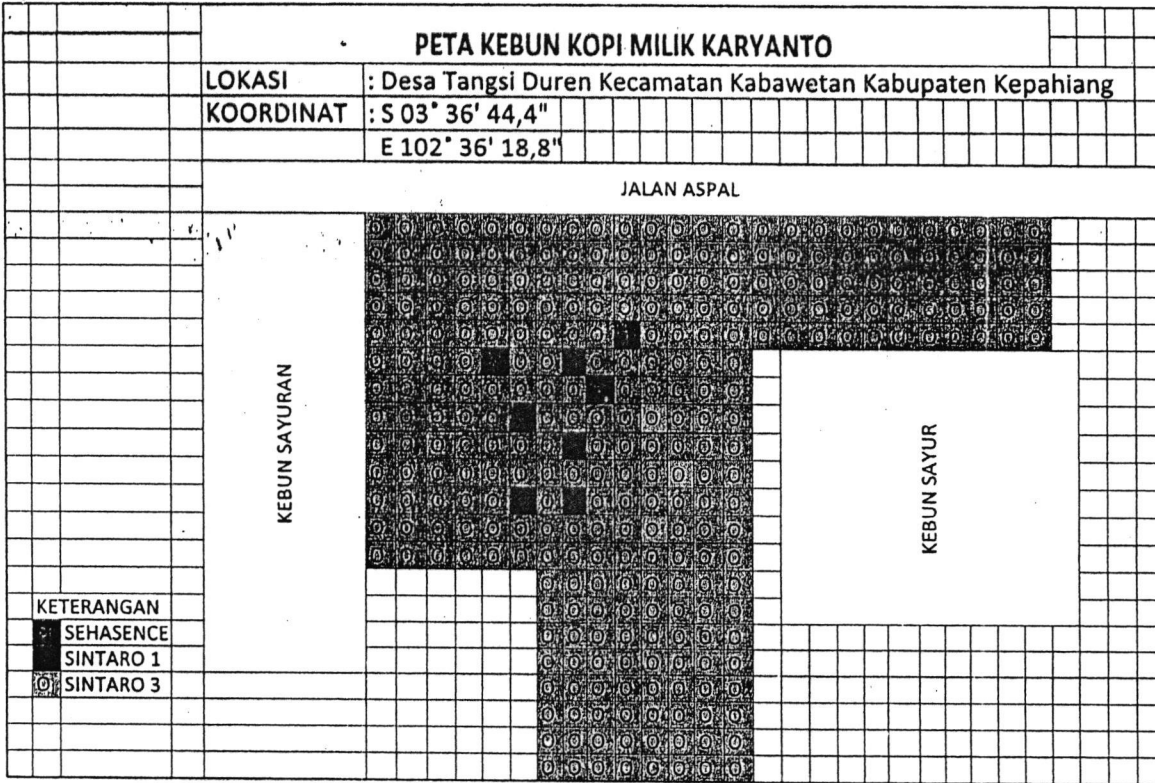 PETA KEBUN KOPI MILIK KARYANTO
LOKASI : Desa Tangsi Duren Kecamatan Kabawetan Kabupaten Kepahiang
KOORDINAT : S 03° 36' 44,4"
E 102° 36' 18,8"
JALAN ASPAL
KEBUN SAYURAN
KEBUN SAYUR
KETERANGAN
SEHASENCE
SINTARO 1
SINTARO 3